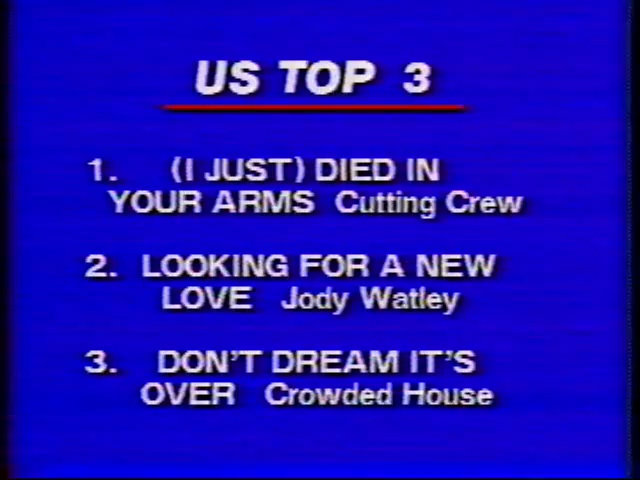 US TOP 3
1. (I JUST) DIED IN
YOUR ARMS Cutting Crew
2. LOOKING FOR A NEW
LOVE Jody Watley
3. DON'T DREAM IT'S
OVER Crowded House